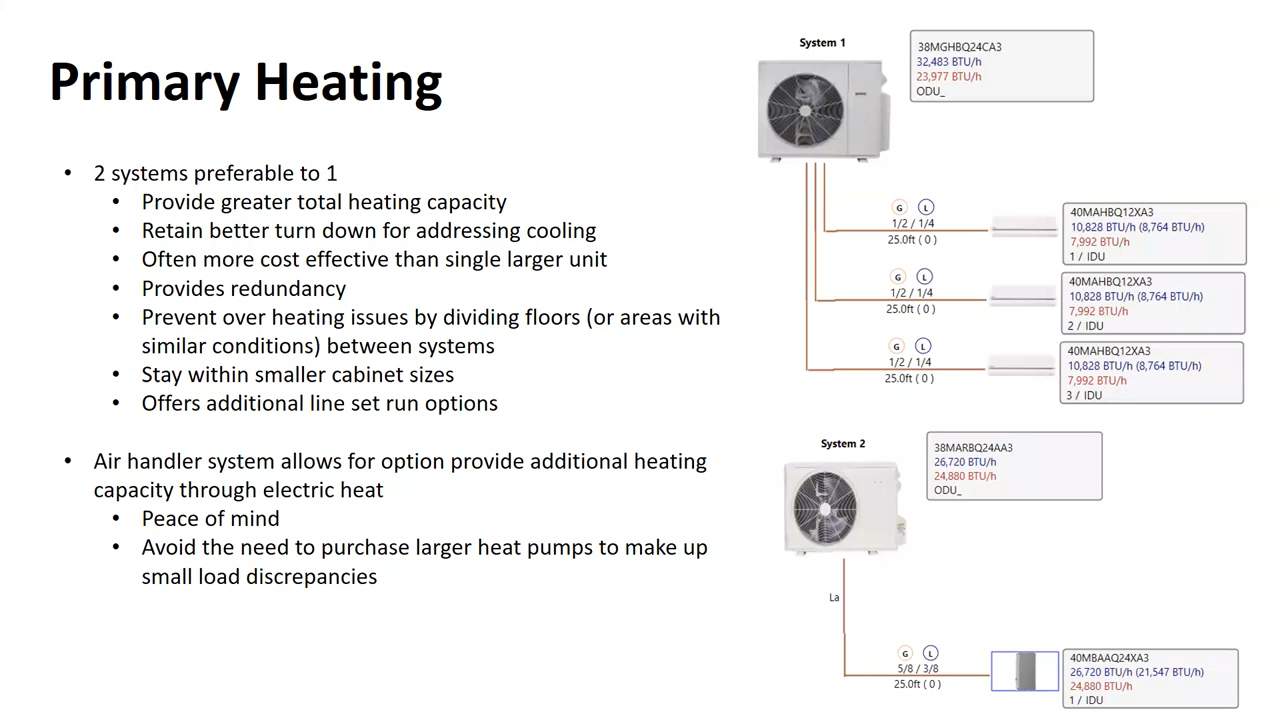 Primary Heating
• 2 systems preferable to 1
• Provide greater total heating capacity
• Retain better turn down for addressing cooling
• Often more cost effective than single larger unit
• Provides redundancy
• Prevent over heating issues by dividing floors (or areas with
similar conditions) between systems
• Stay within smaller cabinet sizes
• Offers additional line set run options
• Air handler system allows for option provide additional heating
capacity through electric heat
• Peace of mind
• Avoid the need to purchase larger heat pumps to make up
small load discrepancies
System 1
38MGHBQ24CA3
32,483 BTU/h
23,977 BTU/h
ODU_
G L
1/2 / 1/4
25.0ft ( 0 )
40MAHBQ12XA3
10,828 BTU/h (8,764 BTU/h)
7,992 BTU/h
1 / IDU
G L
1/2 / 1/4
25.0ft ( 0 )
40MAHBQ12XA3
10,828 BTU/h (8,764 BTU/h)
7,992 BTU/h
2 / IDU
G L
1/2 / 1/4
25.0ft ( 0 )
40MAHBQ12XA3
10,828 BTU/h (8,764 BTU/h)
7,992 BTU/h
3 / IDU
System 2
38MARBQ24AA3
26,720 BTU/h
24,880 BTU/h
ODU_
La
G L
5/8 / 3/8
25.0ft ( 0 )
40MBAAQ24XA3
26,720 BTU/h (21,547 BTU/h)
24,880 BTU/h
1 / IDU